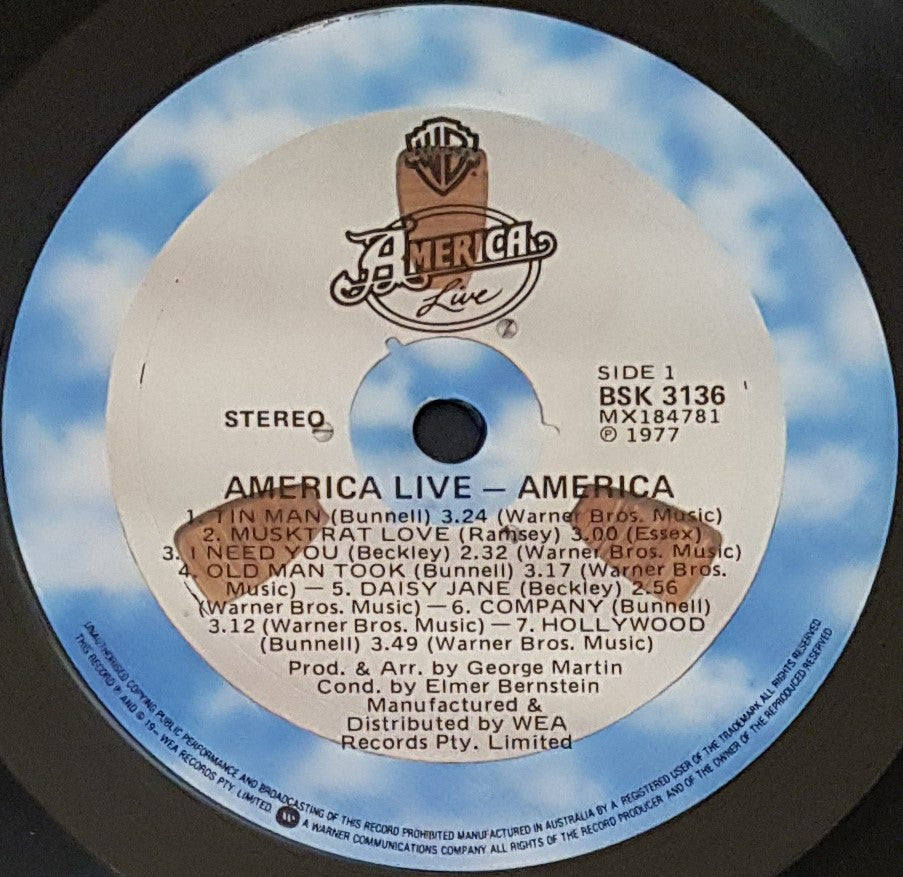 WB
AMERICA
Live
STEREO
SIDE 1
BSK 3136
MX184781
℗ 1977
AMERICA LIVE – AMERICA
1. TIN MAN (Bunnell) 3.24 (Warner Bros. Music)
2. MUSKTRAT LOVE (Ramsey) 3.00 (Essex)
3. I NEED YOU (Beckley) 2.32 (Warner Bros. Music)
4. OLD MAN TOOK (Bunnell) 3.17 (Warner Bros.
Music) — 5. DAISY JANE (Beckley) 2.56
(Warner Bros. Music) — 6. COMPANY (Bunnell)
3.12 (Warner Bros. Music) — 7. HOLLYWOOD
(Bunnell) 3.49 (Warner Bros. Music)
Prod. & Arr. by George Martin
Cond. by Elmer Bernstein
Manufactured &
Distributed by WEA
Records Pty. Limited
UNAUTHORISED COPYING PUBLIC PERFORMANCE AND BROADCASTING OF THIS RECORD PROHIBITED MANUFACTURED IN AUSTRALIA BY A REGISTERED USER OF THE TRADEMARK ALL RIGHTS RESERVED
THIS RECORD ℗ AND © 19– WEA RECORDS PTY. LIMITED A WARNER COMMUNICATIONS COMPANY ALL RIGHTS OF THE RECORD PRODUCER AND OF THE OWNER OF THE REPRODUCED RESERVED